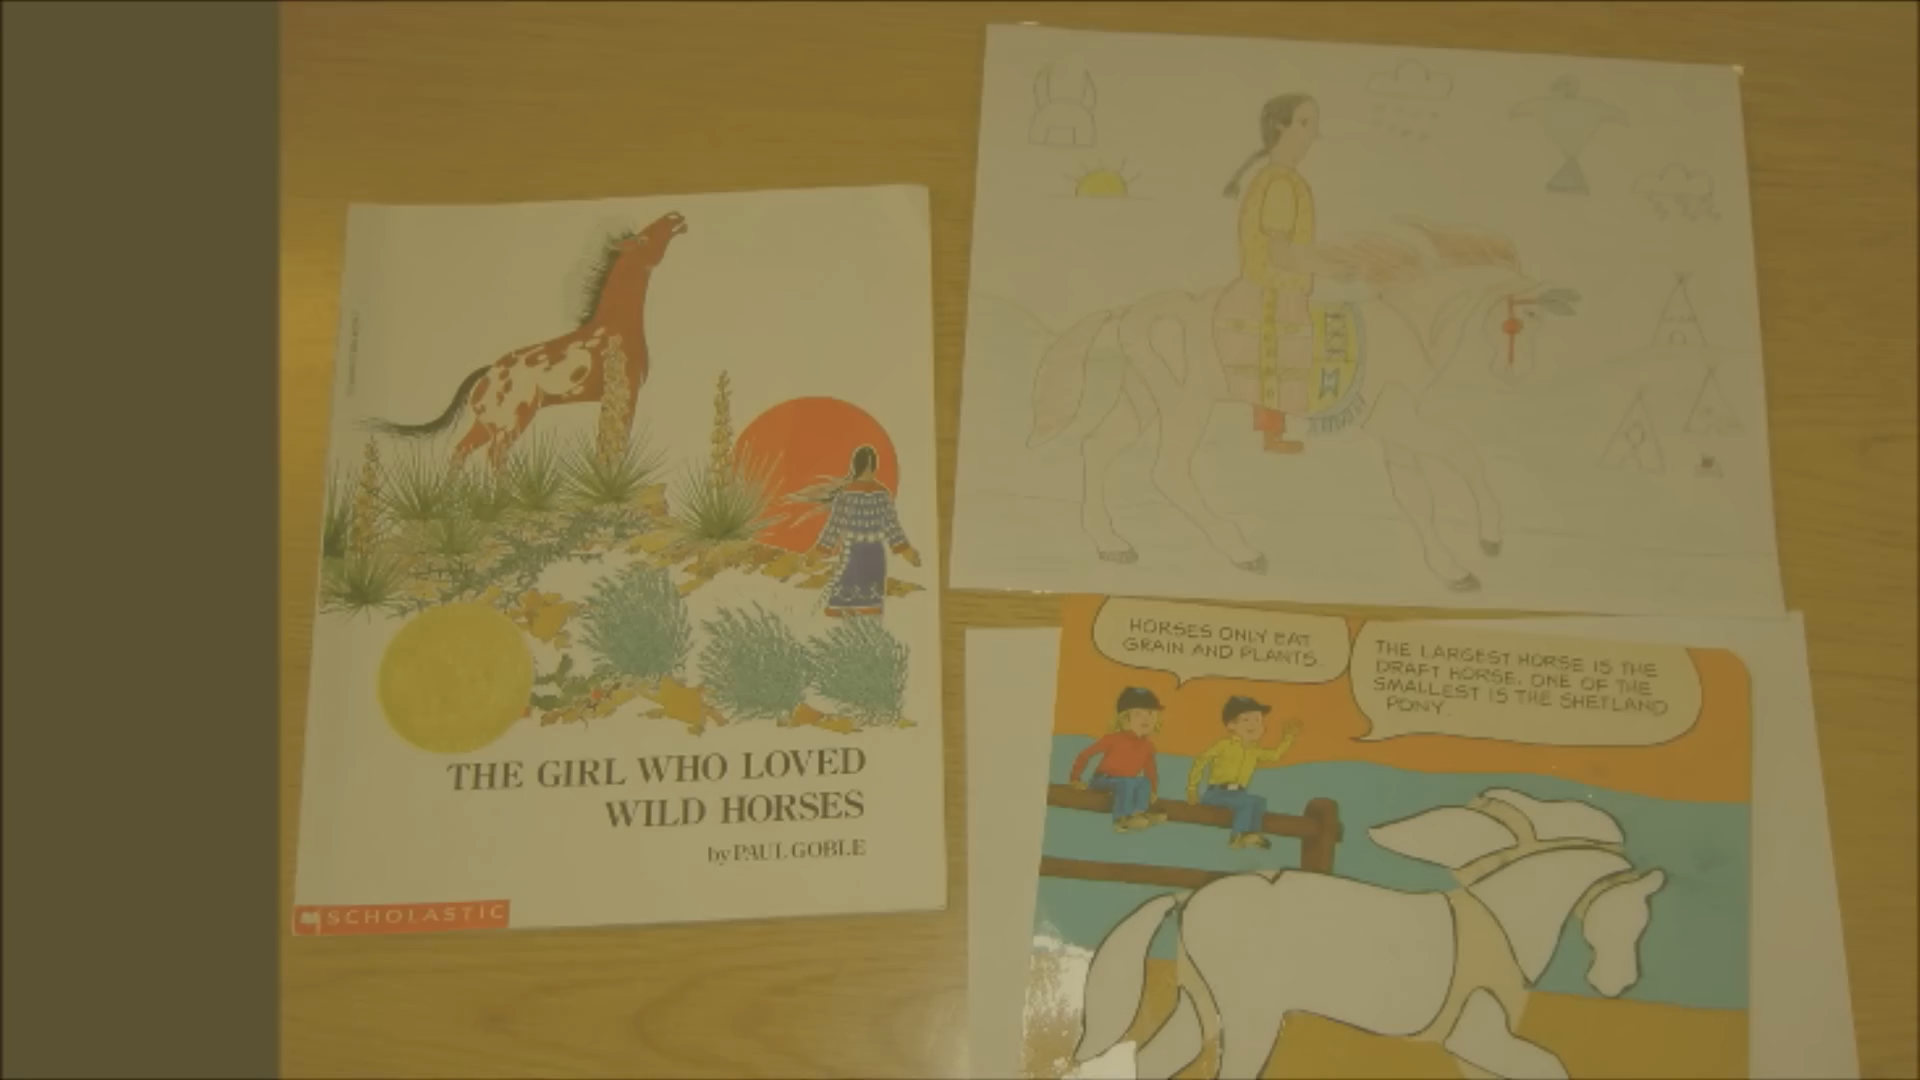 THE GIRL WHO LOVED
WILD HORSES
by PAUL GOBLE
SCHOLASTIC
HORSES ONLY EAT
GRAIN AND PLANTS.
THE LARGEST HORSE IS THE
DRAFT HORSE. ONE OF THE
SMALLEST IS THE SHETLAND
PONY.